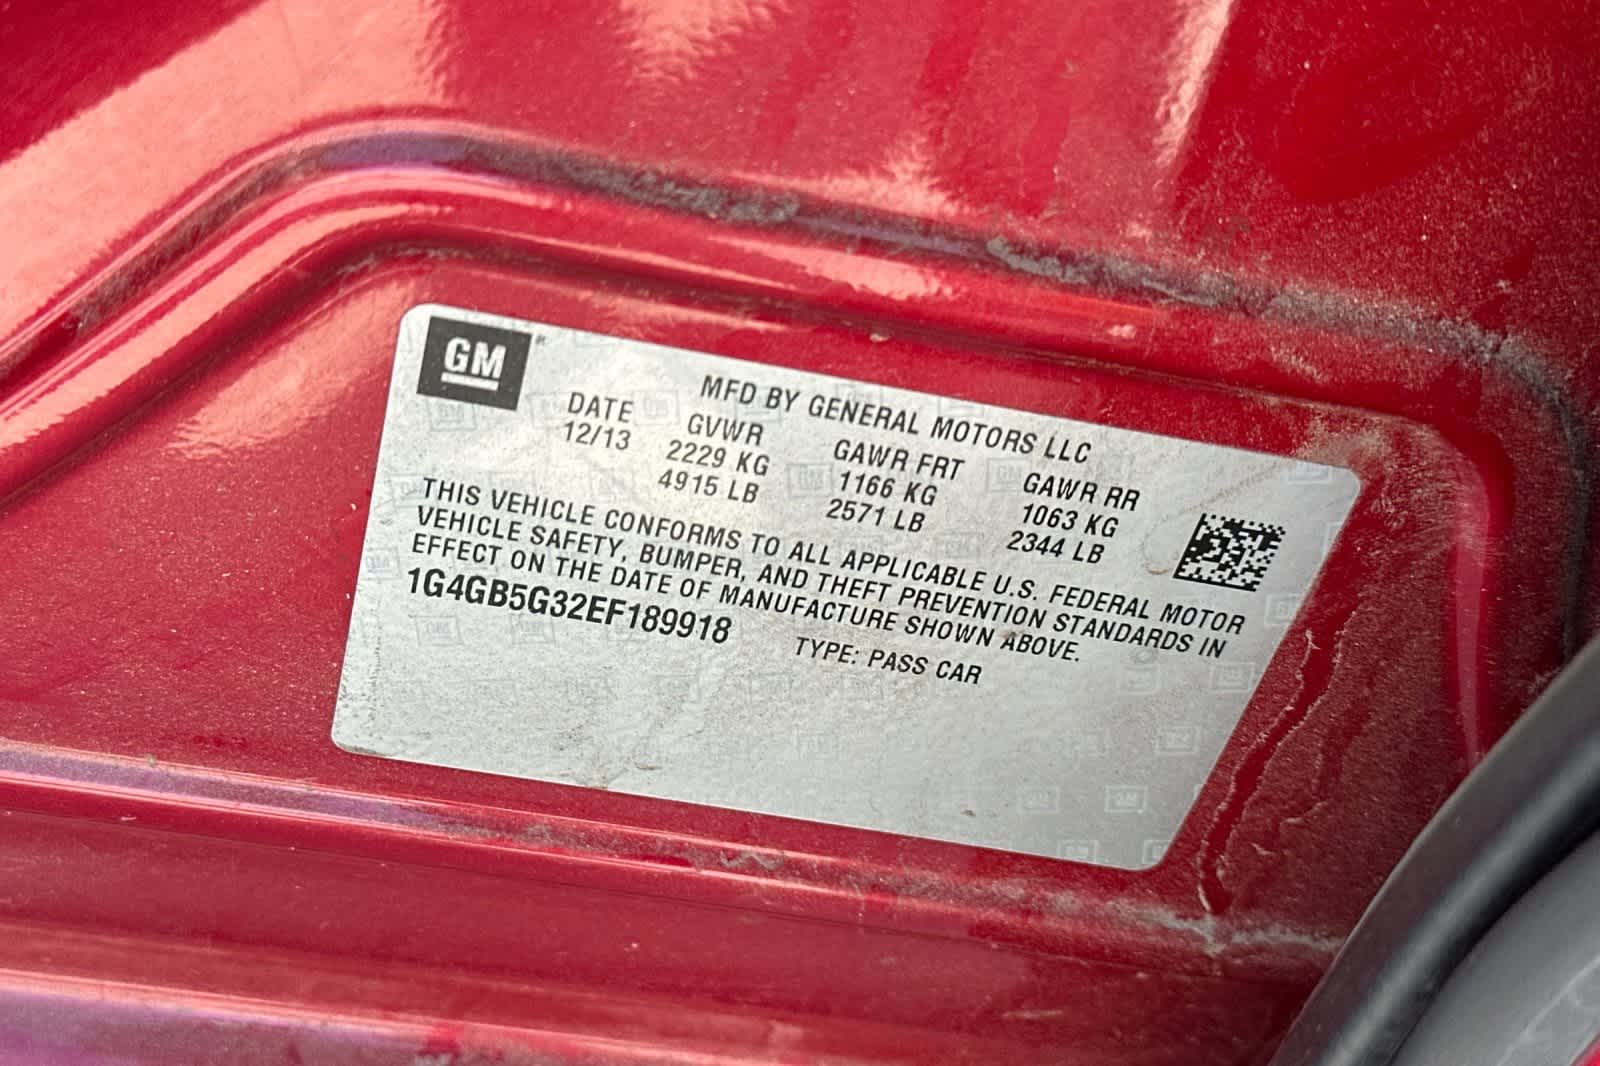 GM
MFD BY GENERAL MOTORS LLC
DATE GVWR GAWR FRT GAWR RR
12/13 2229 KG 1166 KG 1063 KG
4915 LB 2571 LB 2344 LB
THIS VEHICLE CONFORMS TO ALL APPLICABLE U.S. FEDERAL MOTOR
VEHICLE SAFETY, BUMPER, AND THEFT PREVENTION STANDARDS IN
EFFECT ON THE DATE OF MANUFACTURE SHOWN ABOVE.
1G4GB5G32EF189918 TYPE: PASS CAR